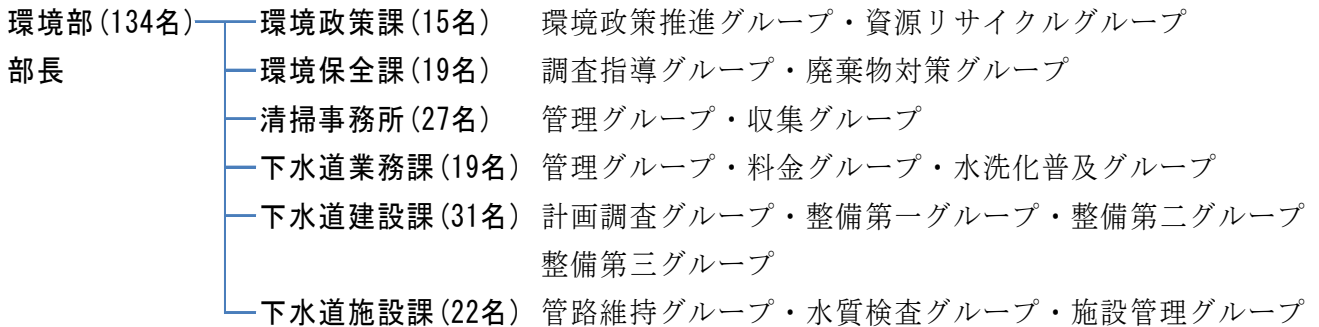 環境部(134名) 環境政策課(15名) 環境政策推進グループ・資源リサイクルグループ
部長 環境保全課(19名) 調査指導グループ・廃棄物対策グループ
清掃事務所(27名) 管理グループ・収集グループ
下水道業務課(19名) 管理グループ・料金グループ・水洗化普及グループ
下水道建設課(31名) 計画調査グループ・整備第一グループ・整備第二グループ
整備第三グループ
下水道施設課(22名) 管路維持グループ・水質検査グループ・施設管理グループ